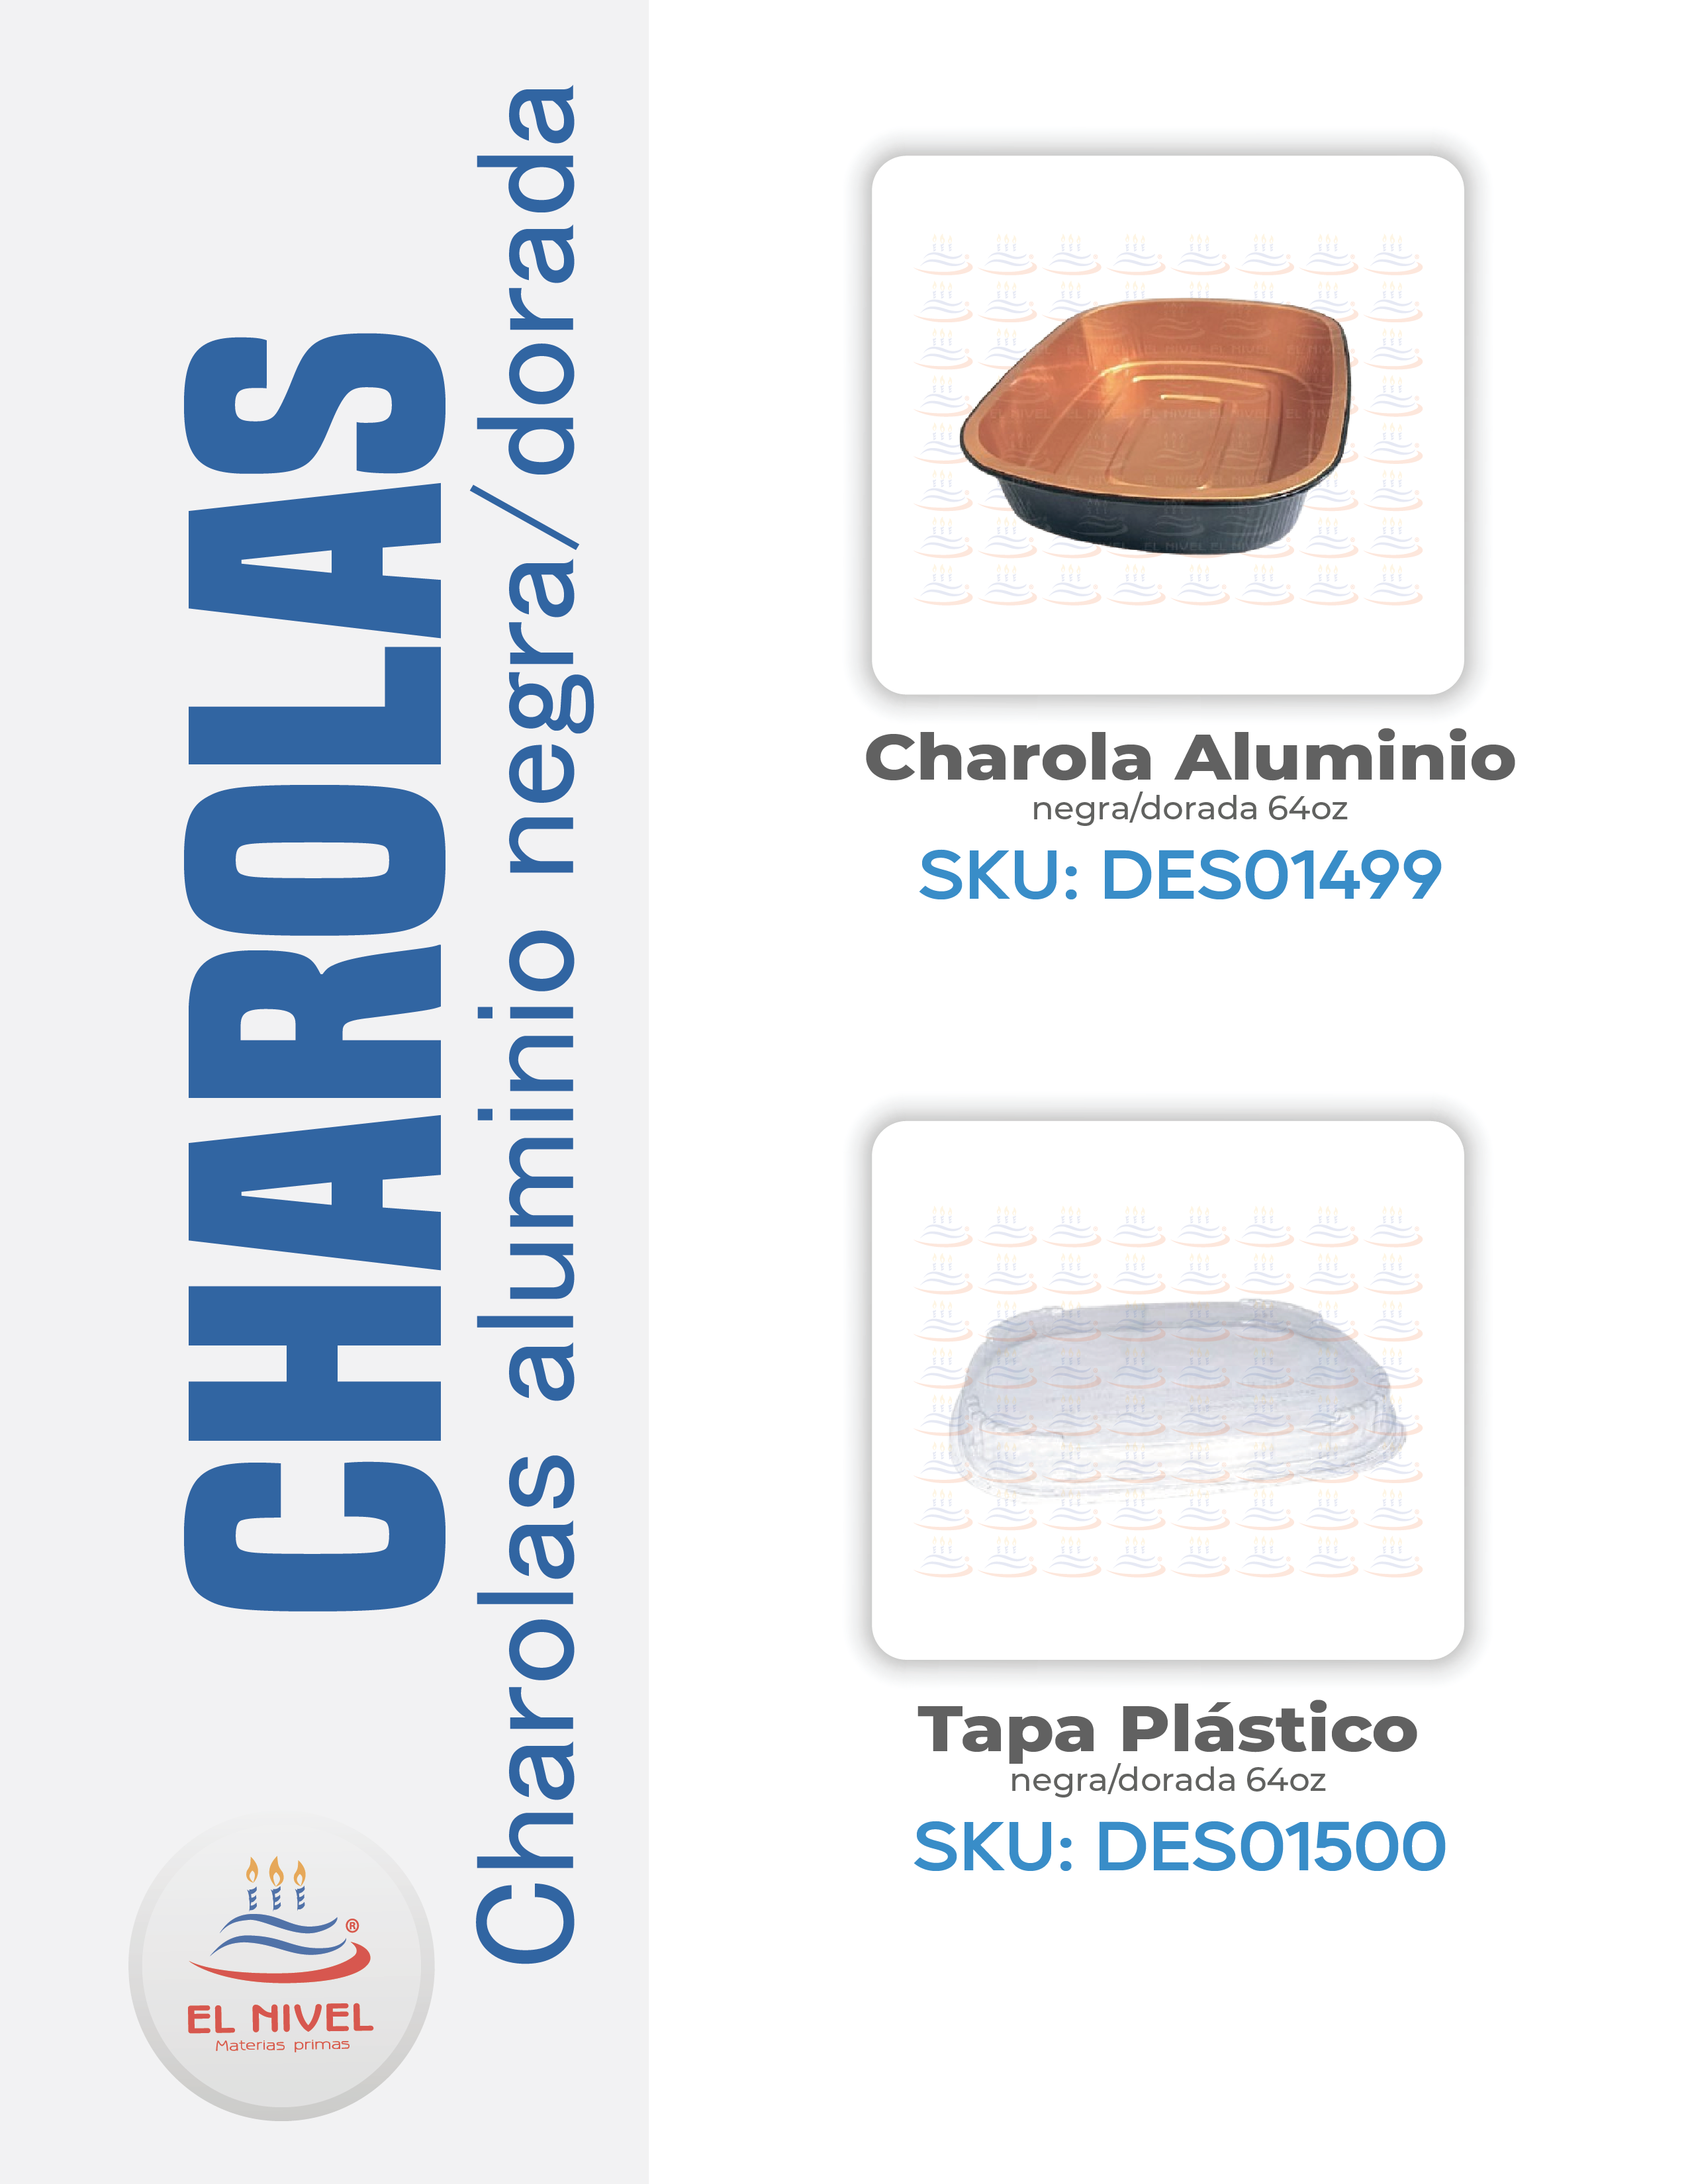 CHAROLAS
Charolas aluminio negra/dorada
Charola Aluminio
negra/dorada 64oz
SKU: DES01499
Tapa Plástico
negra/dorada 64oz
SKU: DES01500
®
EL NIVEL
Materias primas